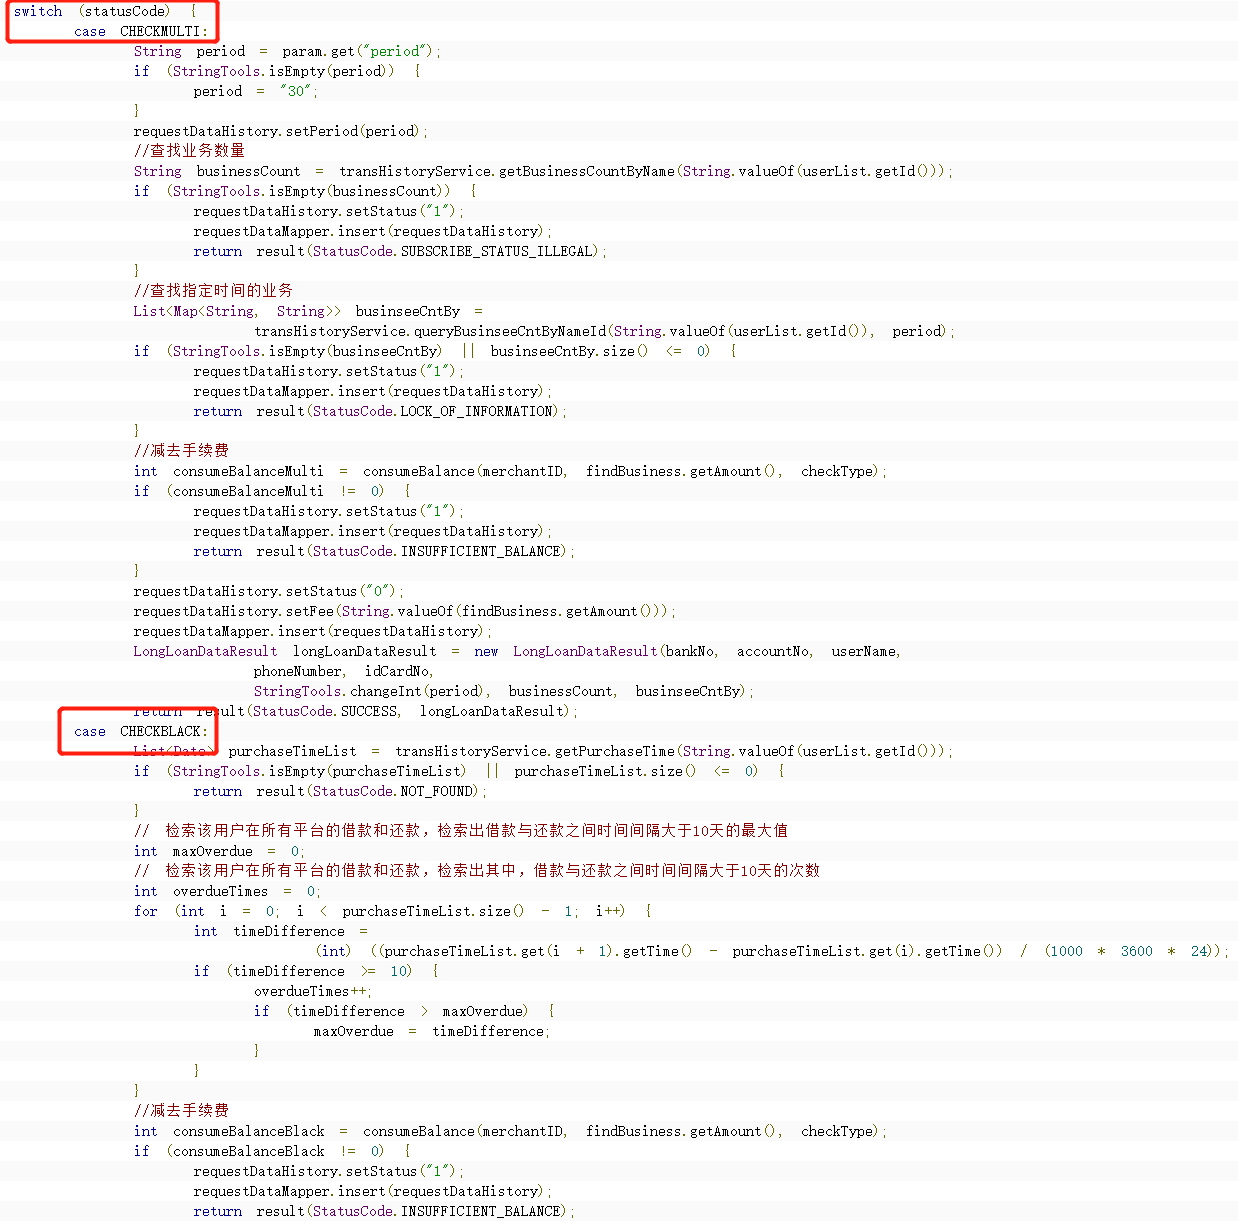 switch (statusCode) {
case CHECKMULTI:
String period = param.get("period");
if (StringTools.isEmpty(period)) {
period = "30";
}
requestDataHistory.setPeriod(period);
//查找业务数量
String businessCount = transHistoryService.getBusinessCountByName(String.valueOf(userList.getId()));
if (StringTools.isEmpty(businessCount)) {
requestDataHistory.setStatus("1");
requestDataMapper.insert(requestDataHistory);
return result(StatusCode.SUBSCRIBE_STATUS_ILLEGAL);
}
//查找指定时间的业务
List<Map<String, String>> businseeCntBy =
transHistoryService.queryBusinseeCntByNameId(String.valueOf(userList.getId()), period);
if (StringTools.isEmpty(businseeCntBy) || businseeCntBy.size() <= 0) {
requestDataHistory.setStatus("1");
requestDataMapper.insert(requestDataHistory);
return result(StatusCode.LOCK_OF_INFORMATION);
}
//减去手续费
int consumeBalanceMulti = consumeBalance(merchantID, findBusiness.getAmount(), checkType);
if (consumeBalanceMulti != 0) {
requestDataHistory.setStatus("1");
requestDataMapper.insert(requestDataHistory);
return result(StatusCode.INSUFFICIENT_BALANCE);
}
requestDataHistory.setStatus("0");
requestDataHistory.setFee(String.valueOf(findBusiness.getAmount()));
requestDataMapper.insert(requestDataHistory);
LongLoanDataResult longLoanDataResult = new LongLoanDataResult(bankNo, accountNo, userName,
phoneNumber, idCardNo,
StringTools.changeInt(period), businessCount, businseeCntBy);
return result(StatusCode.SUCCESS, longLoanDataResult);
case CHECKBLACK:
List<Date> purchaseTimeList = transHistoryService.getPurchaseTime(String.valueOf(userList.getId()));
if (StringTools.isEmpty(purchaseTimeList) || purchaseTimeList.size() <= 0) {
return result(StatusCode.NOT_FOUND);
}
// 检索该用户在所有平台的借款和还款，检索出借款与还款之间时间间隔大于10天的最大值
int maxOverdue = 0;
// 检索该用户在所有平台的借款和还款，检索出其中，借款与还款之间时间间隔大于10天的次数
int overdueTimes = 0;
for (int i = 0; i < purchaseTimeList.size() - 1; i++) {
int timeDifference =
(int) ((purchaseTimeList.get(i + 1).getTime() - purchaseTimeList.get(i).getTime()) / (1000 * 3600 * 24));
if (timeDifference >= 10) {
overdueTimes++;
if (timeDifference > maxOverdue) {
maxOverdue = timeDifference;
}
}
}
//减去手续费
int consumeBalanceBlack = consumeBalance(merchantID, findBusiness.getAmount(), checkType);
if (consumeBalanceBlack != 0) {
requestDataHistory.setStatus("1");
requestDataMapper.insert(requestDataHistory);
return result(StatusCode.INSUFFICIENT_BALANCE);